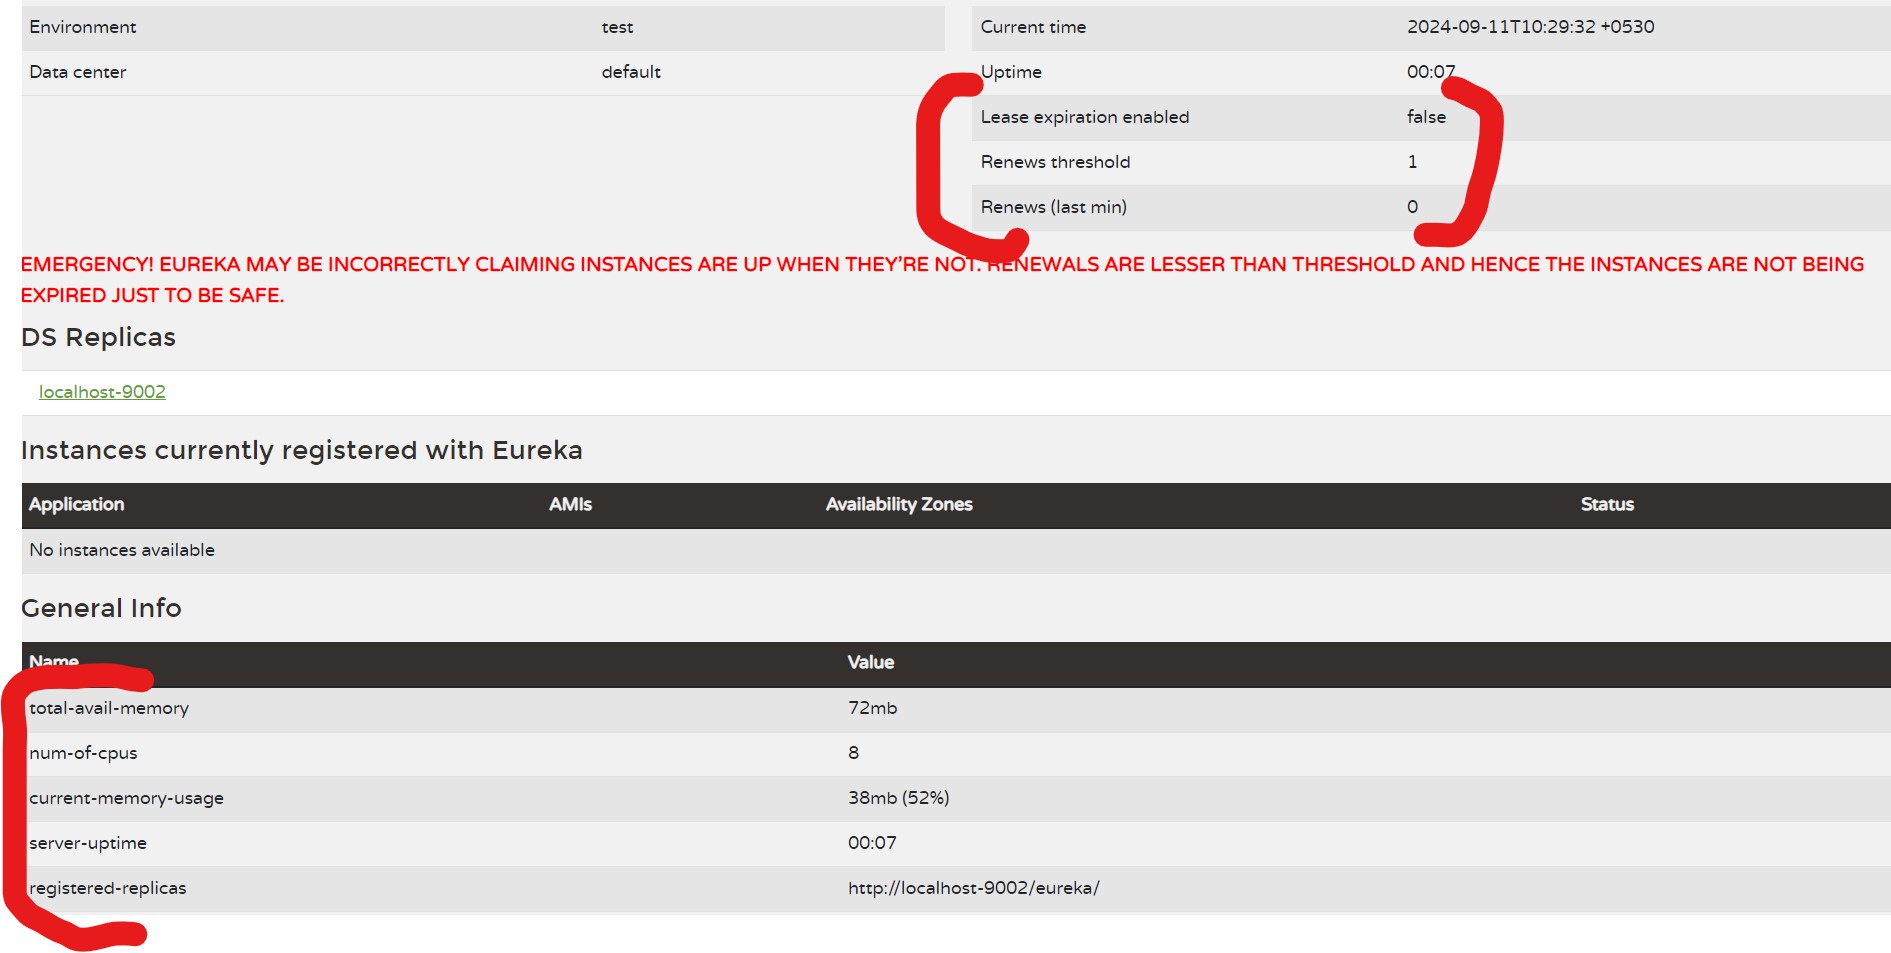 Environment test
Data center default
Current time 2024-09-11T10:29:32 +0530
Uptime 00:07
Lease expiration enabled false
Renews threshold 1
Renews (last min) 0
EMERGENCY! EUREKA MAY BE INCORRECTLY CLAIMING INSTANCES ARE UP WHEN THEY'RE NOT. RENEWALS ARE LESSER THAN THRESHOLD AND HENCE THE INSTANCES ARE NOT BEING
EXPIRED JUST TO BE SAFE.
DS Replicas
localhost-9002
Instances currently registered with Eureka
Application AMIs Availability Zones Status
No instances available
General Info
Name Value
total-avail-memory 72mb
num-of-cpus 8
current-memory-usage 38mb (52%)
server-uptime 00:07
registered-replicas http://localhost-9002/eureka/